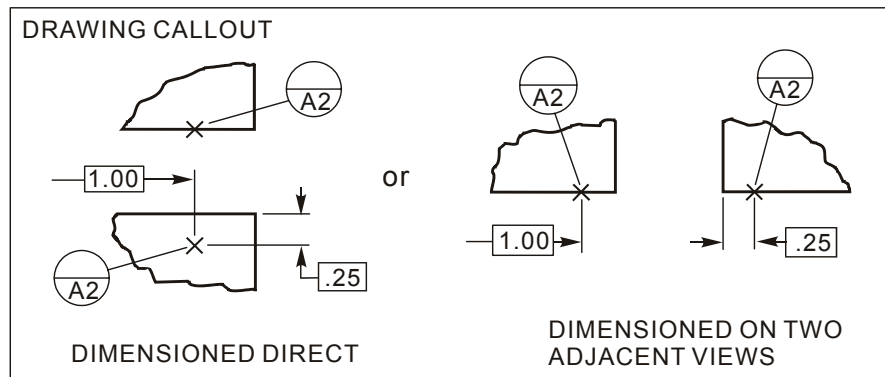 DRAWING CALLOUT
A2
1.00
A2
.25
DIMENSIONED DIRECT
or
A2
1.00
A2
.25
DIMENSIONED ON TWO
ADJACENT VIEWS